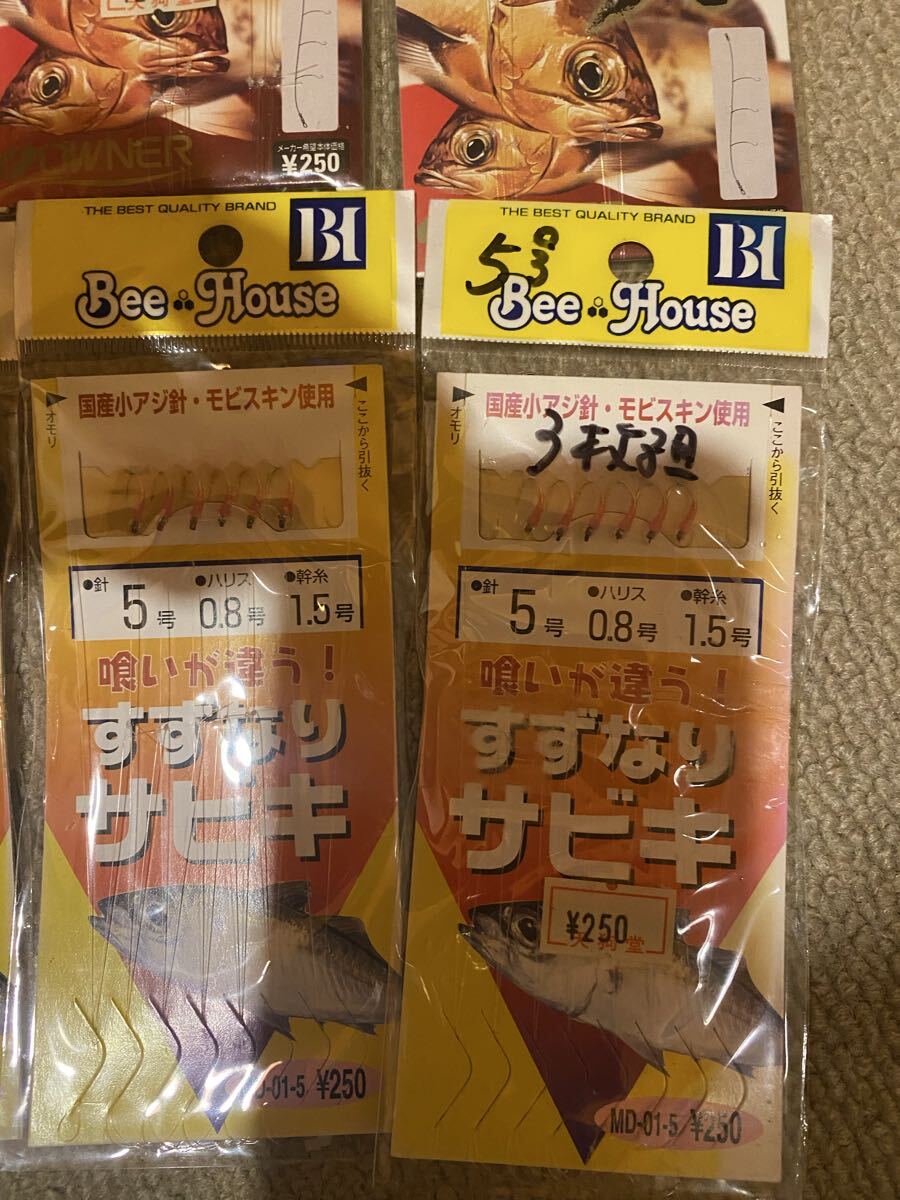 OWNER
メーカー希望本体価格
¥250
THE BEST QUALITY BRAND
BH
Bee House
国産小アジ針・モビスキン使用
オモリ
ここから引抜く
●針 ●ハリス ●幹糸
5号 0.8号 1.5号
喰いが違う!
すずなり
サビキ
-01-5/¥250
THE BEST QUALITY BRAND
BH
5号
Bee House
国産小アジ針・モビスキン使用
オモリ
ここから引抜く
●針 ●ハリス ●幹糸
5号 0.8号 1.5号
喰いが違う!
すずなり
サビキ
¥250
天狗堂
MD-01-5/¥250